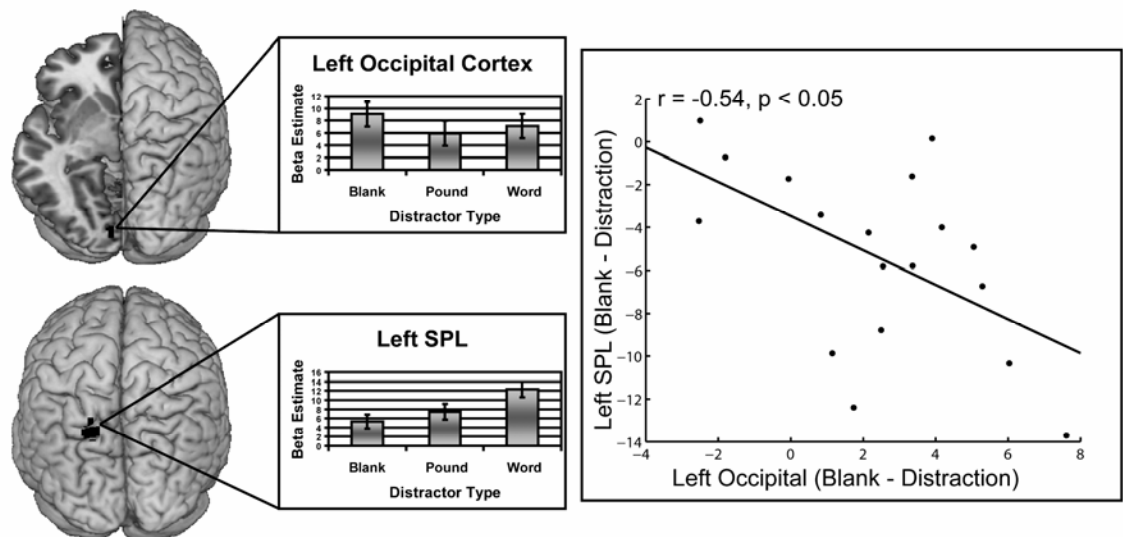 Left Occipital Cortex
Beta Estimate
12
10
8
6
4
2
0
Blank Pound Word
Distractor Type
Left SPL
Beta Estimate
16
14
12
10
8
6
4
2
0
Blank Pound Word
Distractor Type
r = -0.54, p < 0.05
Left SPL (Blank - Distraction)
2
0
−2
−4
−6
−8
−10
−12
−14
−4 −2 0 2 4 6 8
Left Occipital (Blank - Distraction)